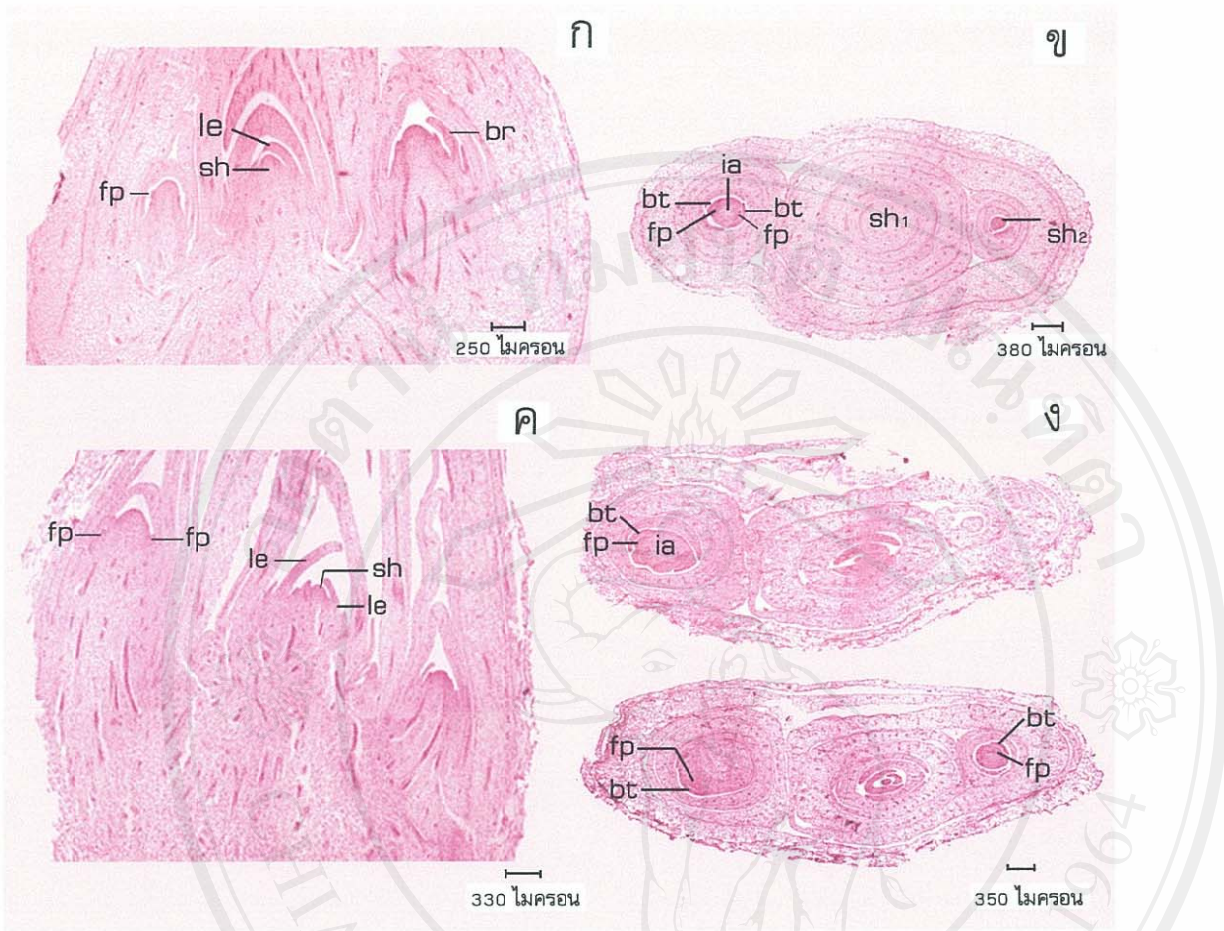 ก
le
sh
fp
br
250 ไมครอน
ข
ia
bt
bt
fp
fp
sh₁
sh₂
380 ไมครอน
ค
fp
fp
le
sh
le
330 ไมครอน
ง
bt
fp
ia
fp
bt
bt
fp
350 ไมครอน